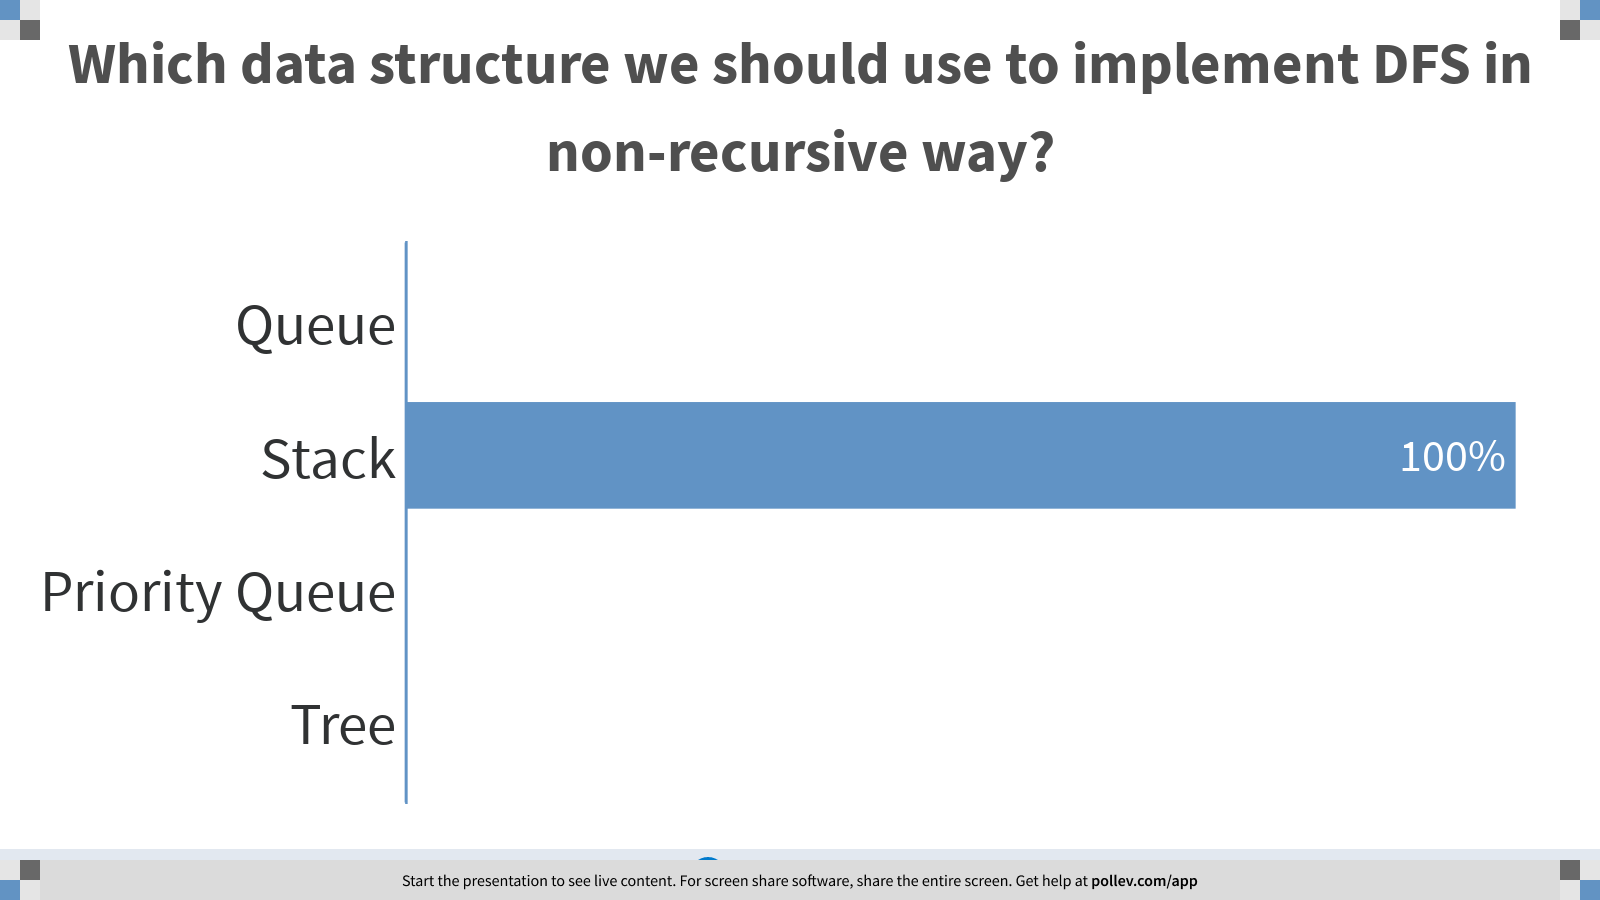 Which data structure we should use to implement DFS in
non-recursive way?
Queue
Stack
100%
Priority Queue
Tree
Start the presentation to see live content. For screen share software, share the entire screen. Get help at pollev.com/app